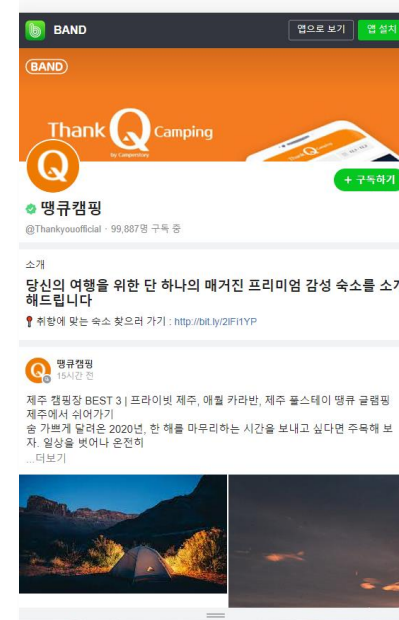 BAND
앱으로 보기
앱 설치
BAND
Thank Q Camping
by Camperstory
Q
+ 구독하기
땡큐캠핑
@Thankyouofficial · 99,887명 구독 중
소개
당신의 여행을 위한 단 하나의 매거진 프리미엄 감성 숙소를 소개
해드립니다
취향에 맞는 숙소 찾으러 가기 : http://bit.ly/2IFI1YP
땡큐캠핑
15시간 전
제주 캠핑장 BEST 3 | 프라이빗 제주, 애월 카라반, 제주 풀스테이 땡큐 글램핑
제주에서 쉬어가기
숨 가쁘게 달려온 2020년, 한 해를 마무리하는 시간을 보내고 싶다면 주목해 보
자. 일상을 벗어나 온전히
...더보기